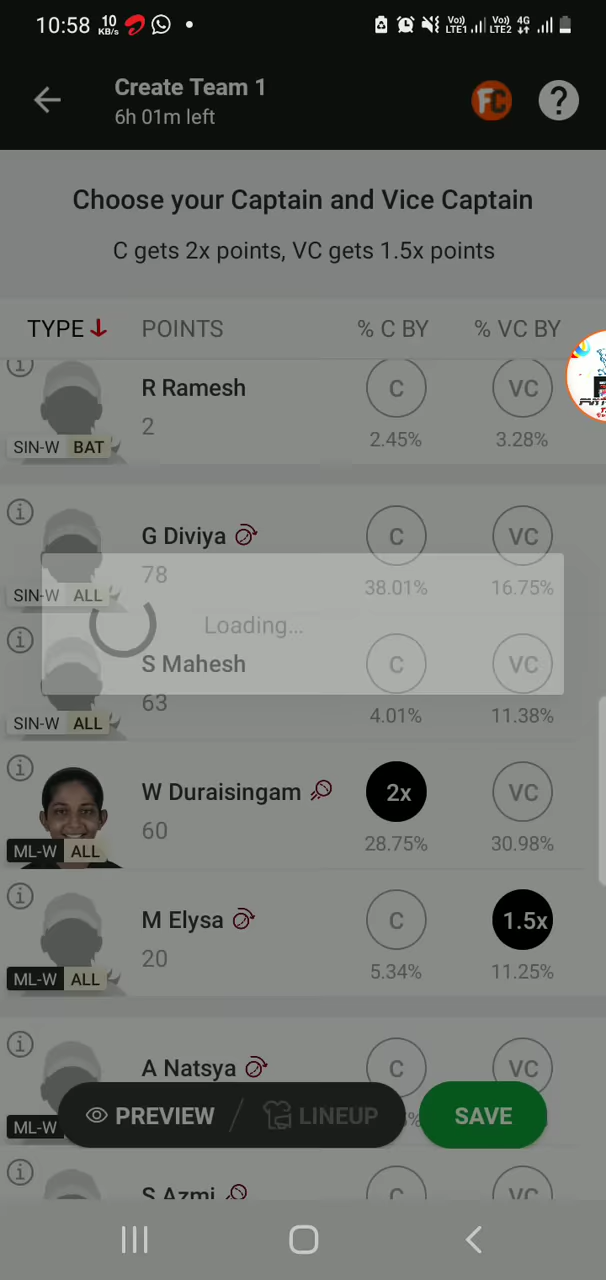 10:58 10 KB/s Vo)) LTE1 Vo)) LTE2 4G
Create Team 1
6h 01m left
FC ?
Choose your Captain and Vice Captain
C gets 2x points, VC gets 1.5x points
TYPE POINTS % C BY % VC BY
R Ramesh C VC
2
SIN-W BAT 2.45% 3.28%
G Diviya C VC
78
SIN-W ALL 38.01% 16.75%
Loading...
S Mahesh C VC
63
SIN-W ALL 4.01% 11.38%
W Duraisingam 2x VC
60
ML-W ALL 28.75% 30.98%
M Elysa C 1.5x
20
ML-W ALL 5.34% 11.25%
A Natsya C VC
ML-W
PREVIEW / LINEUP % SAVE
S Azmi C VC